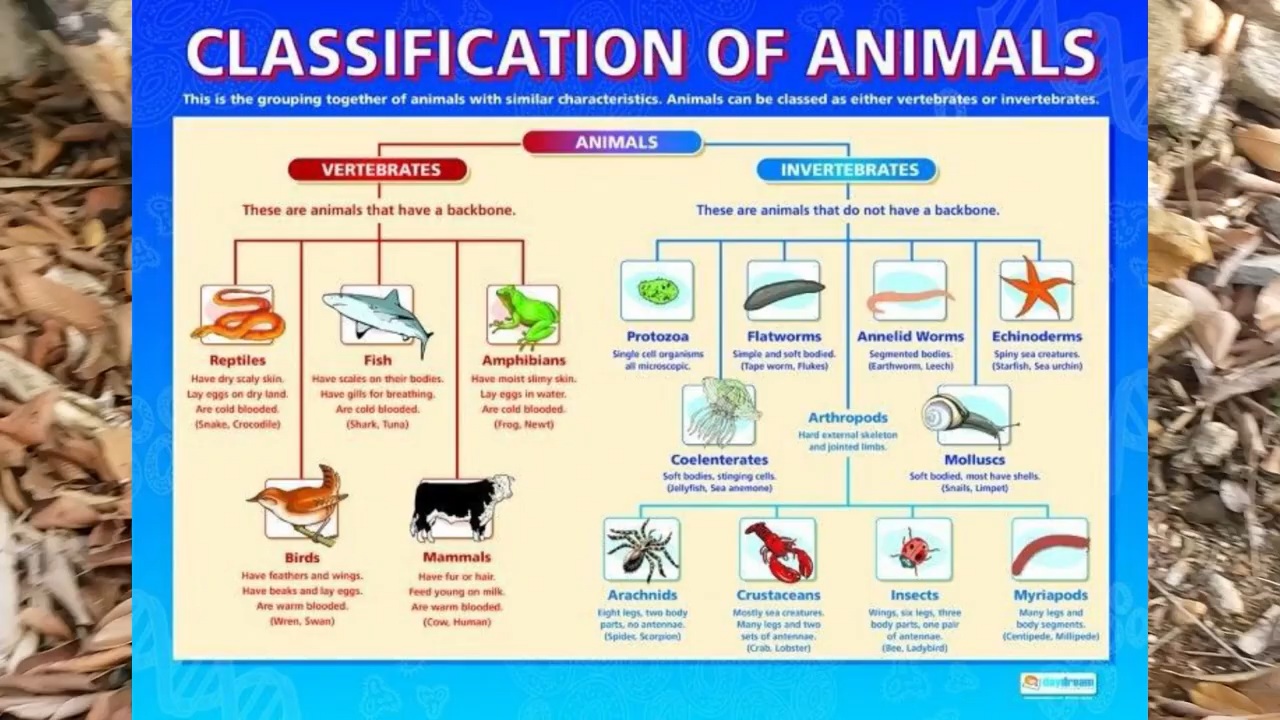 CLASSIFICATION OF ANIMALS
This is the grouping together of animals with similar characteristics. Animals can be classed as either vertebrates or invertebrates.
ANIMALS
VERTEBRATES
These are animals that have a backbone.
Reptiles
Have dry scaly skin.
Lay eggs on dry land.
Are cold blooded.
(Snake, Crocodile)
Fish
Have scales on their bodies.
Have gills for breathing.
Are cold blooded.
(Shark, Tuna)
Amphibians
Have moist slimy skin.
Lay eggs in water.
Are cold blooded.
(Frog, Newt)
Birds
Have feathers and wings.
Have beaks and lay eggs.
Are warm blooded.
(Wren, Swan)
Mammals
Have fur or hair.
Feed young on milk.
Are warm blooded.
(Cow, Human)
INVERTEBRATES
These are animals that do not have a backbone.
Protozoa
Single cell organisms
all microscopic.
Flatworms
Simple and soft bodied.
(Tape worm, Flukes)
Annelid Worms
Segmented bodies.
(Earthworm, Leech)
Echinoderms
Spiny sea creatures.
(Starfish, Sea urchin)
Coelenterates
Soft bodies, stinging cells.
(Jellyfish, Sea anemone)
Arthropods
Hard external skeleton
and jointed limbs.
Molluscs
Soft bodied, most have shells.
(Snails, Limpet)
Arachnids
Eight legs, two body
parts, no antennae.
(Spider, Scorpion)
Crustaceans
Mostly sea creatures.
Many legs and two
sets of antennae.
(Crab, Lobster)
Insects
Wings, six legs, three
body parts, one pair
of antennae.
(Bee, Ladybird)
Myriapods
Many legs and
body segments.
(Centipede, Millipede)
daydream